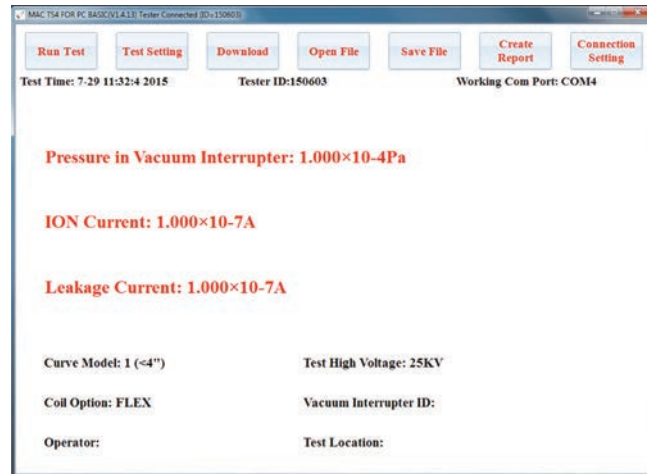 MAC TS4 FOR PC BASIC(V1.4.13) Tester Connected (ID=150603)
Run Test Test Setting Download Open File Save File Create Report Connection Setting
Test Time: 7-29 11:32:4 2015 Tester ID:150603 Working Com Port: COM4
Pressure in Vacuum Interrupter: 1.000×10-4Pa
ION Current: 1.000×10-7A
Leakage Current: 1.000×10-7A
Curve Model: 1 (<4") Test High Voltage: 25KV
Coil Option: FLEX Vacuum Interrupter ID:
Operator: Test Location: